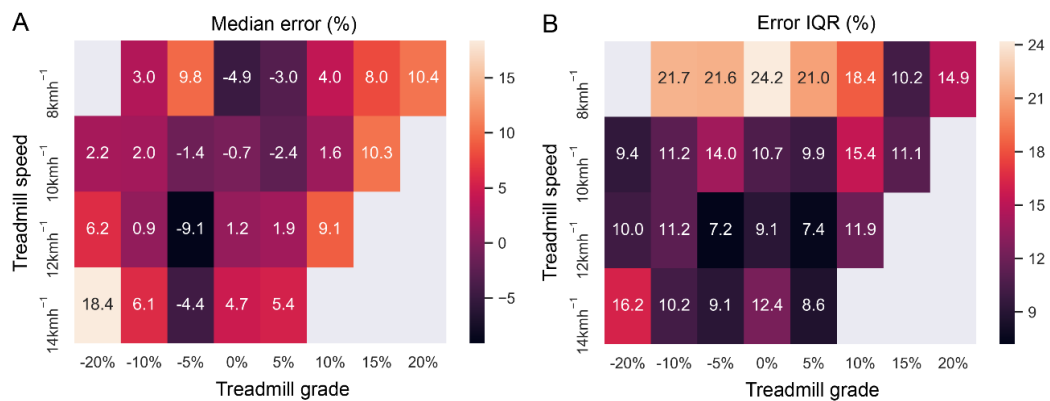 A
Median error (%)
8kmh⁻¹
3.0 9.8 -4.9 -3.0 4.0 8.0 10.4
10kmh⁻¹
2.2 2.0 -1.4 -0.7 -2.4 1.6 10.3
12kmh⁻¹
6.2 0.9 -9.1 1.2 1.9 9.1
14kmh⁻¹
18.4 6.1 -4.4 4.7 5.4
-20% -10% -5% 0% 5% 10% 15% 20%
Treadmill grade
Treadmill speed
15
10
5
0
−5
B
Error IQR (%)
8kmh⁻¹
21.7 21.6 24.2 21.0 18.4 10.2 14.9
10kmh⁻¹
9.4 11.2 14.0 10.7 9.9 15.4 11.1
12kmh⁻¹
10.0 11.2 7.2 9.1 7.4 11.9
14kmh⁻¹
16.2 10.2 9.1 12.4 8.6
-20% -10% -5% 0% 5% 10% 15% 20%
Treadmill grade
Treadmill speed
24
21
18
15
12
9